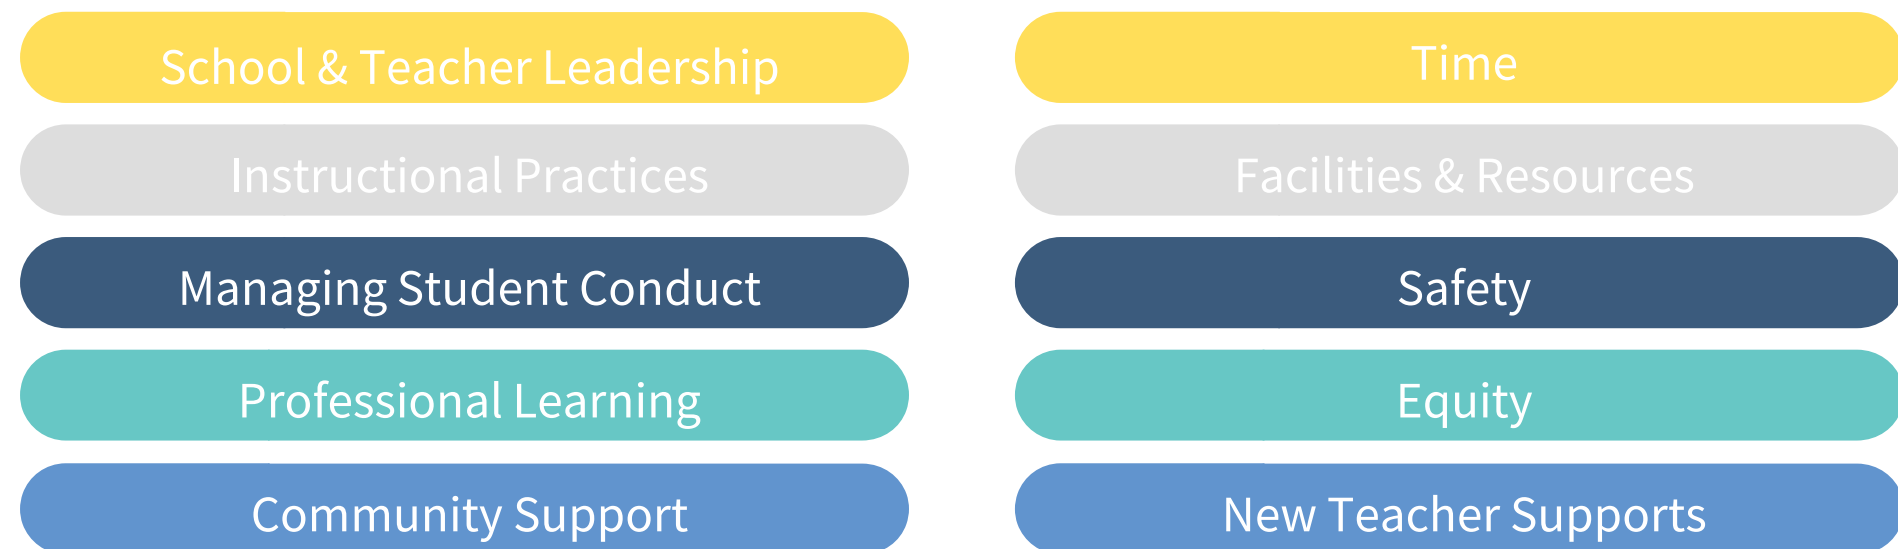 School & Teacher Leadership
Instructional Practices
Managing Student Conduct
Professional Learning
Community Support
Time
Facilities & Resources
Safety
Equity
New Teacher Supports